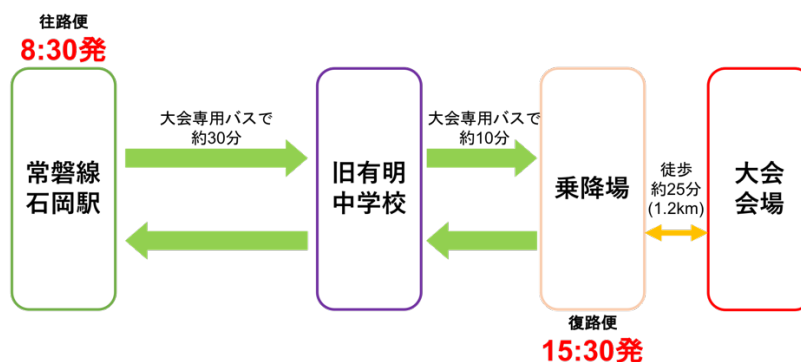 往路便
8:30発
常磐線
石岡駅
大会専用バスで
約30分
旧有明
中学校
大会専用バスで
約10分
乗降場
徒歩
約25分
(1.2km)
大会
会場
復路便
15:30発